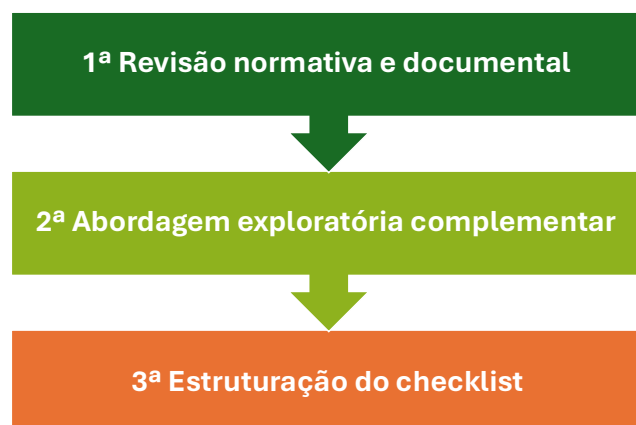 1ª Revisão normativa e documental
2ª Abordagem exploratória complementar
3ª Estruturação do checklist